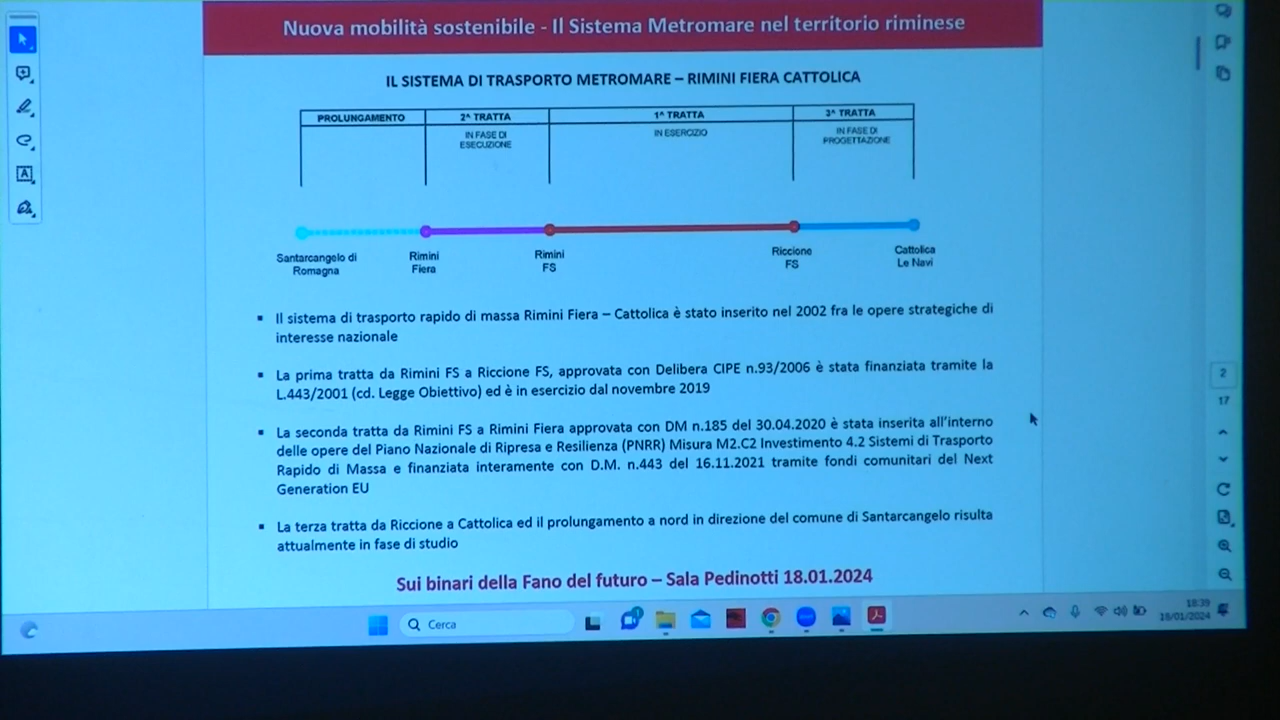 Nuova mobilità sostenibile - Il Sistema Metromare nel territorio riminese
IL SISTEMA DI TRASPORTO METROMARE – RIMINI FIERA CATTOLICA
PROLUNGAMENTO
2^ TRATTA
1^ TRATTA
3^ TRATTA
IN FASE DI
ESECUZIONE
IN ESERCIZIO
IN FASE DI
PROGETTAZIONE
Santarcangelo di
Romagna
Rimini
Fiera
Rimini
FS
Riccione
FS
Cattolica
Le Navi
▪ Il sistema di trasporto rapido di massa Rimini Fiera – Cattolica è stato inserito nel 2002 fra le opere strategiche di
interesse nazionale
▪ La prima tratta da Rimini FS a Riccione FS, approvata con Delibera CIPE n.93/2006 è stata finanziata tramite la
L.443/2001 (cd. Legge Obiettivo) ed è in esercizio dal novembre 2019
▪ La seconda tratta da Rimini FS a Rimini Fiera approvata con DM n.185 del 30.04.2020 è stata inserita all'interno
delle opere del Piano Nazionale di Ripresa e Resilienza (PNRR) Misura M2.C2 Investimento 4.2 Sistemi di Trasporto
Rapido di Massa e finanziata interamente con D.M. n.443 del 16.11.2021 tramite fondi comunitari del Next
Generation EU
▪ La terza tratta da Riccione a Cattolica ed il prolungamento a nord in direzione del comune di Santarcangelo risulta
attualmente in fase di studio
Sui binari della Fano del futuro – Sala Pedinotti 18.01.2024
2
17
Cerca
1
18:39
18/01/2024